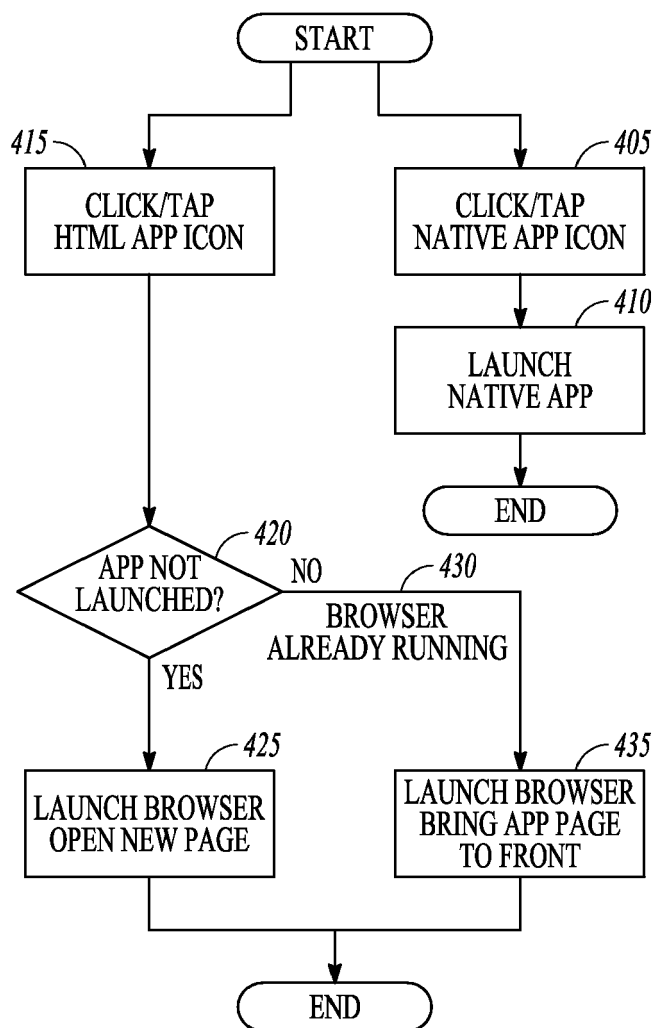 START
415
CLICK/TAP
HTML APP ICON
405
CLICK/TAP
NATIVE APP ICON
410
LAUNCH
NATIVE APP
END
420
APP NOT
LAUNCHED?
NO
430
BROWSER
ALREADY RUNNING
YES
425
LAUNCH BROWSER
OPEN NEW PAGE
435
LAUNCH BROWSER
BRING APP PAGE
TO FRONT
END